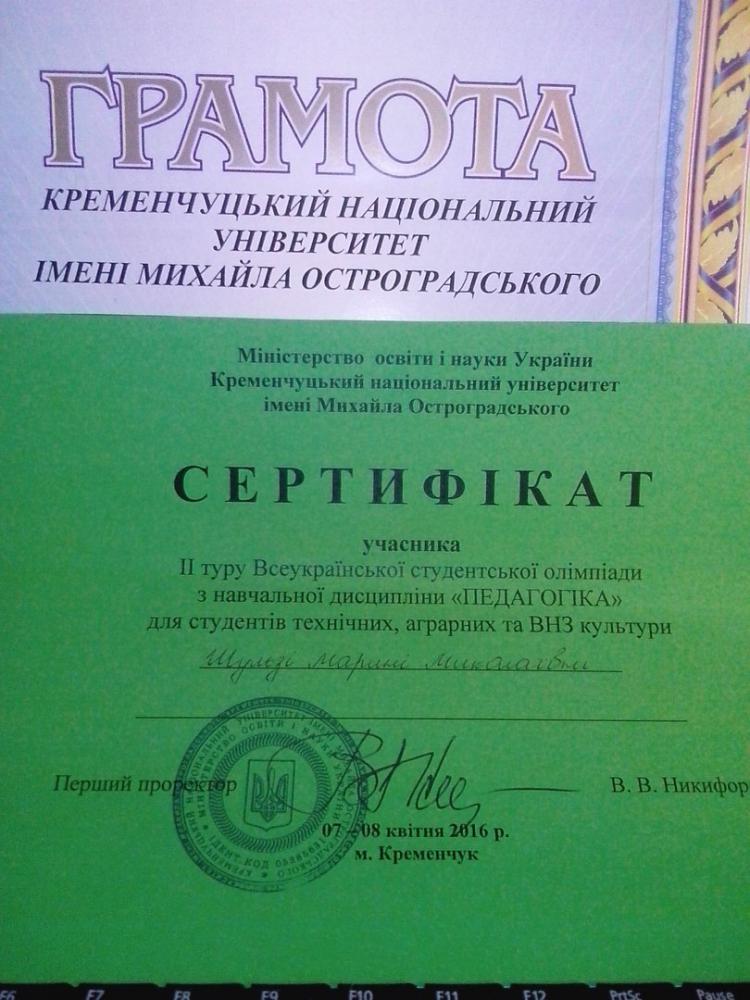 ГРАМОТА
КРЕМЕНЧУЦЬКИЙ НАЦІОНАЛЬНИЙ
УНІВЕРСИТЕТ
ІМЕНІ МИХАЙЛА ОСТРОГРАДСЬКОГО
Міністерство освіти і науки України
Кременчуцький національний університет
імені Михайла Остроградського
СЕРТИФІКАТ
учасника
ІІ туру Всеукраїнської студентської олімпіади
з навчальної дисципліни «ПЕДАГОГІКА»
для студентів технічних, аграрних та ВНЗ культури
Марині Миколаївні
Перший проректор В. В. Никифор
07 – 08 квітня 2016 р.
м. Кременчук
F6 F7 F8 F9 F10 F11 F12 PrtSc Pause